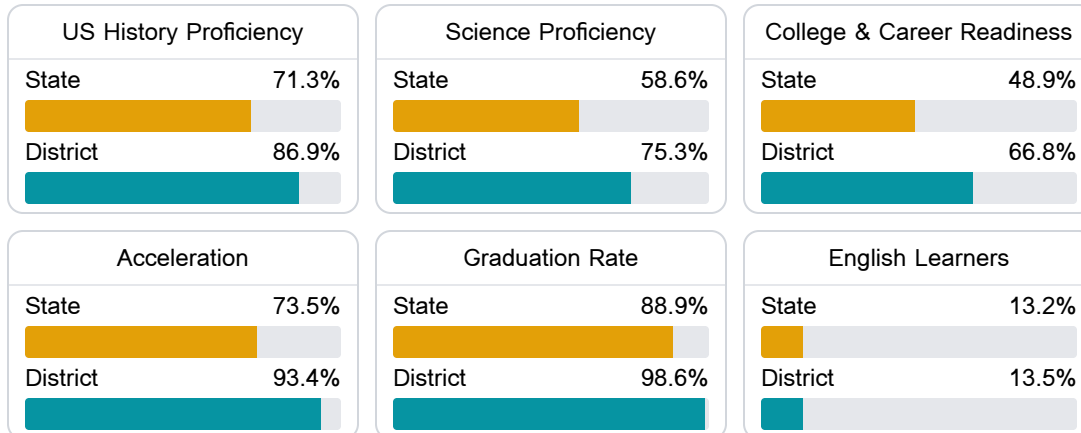 US History Proficiency
State 71.3%
District 86.9%
Science Proficiency
State 58.6%
District 75.3%
College & Career Readiness
State 48.9%
District 66.8%
Acceleration
State 73.5%
District 93.4%
Graduation Rate
State 88.9%
District 98.6%
English Learners
State 13.2%
District 13.5%